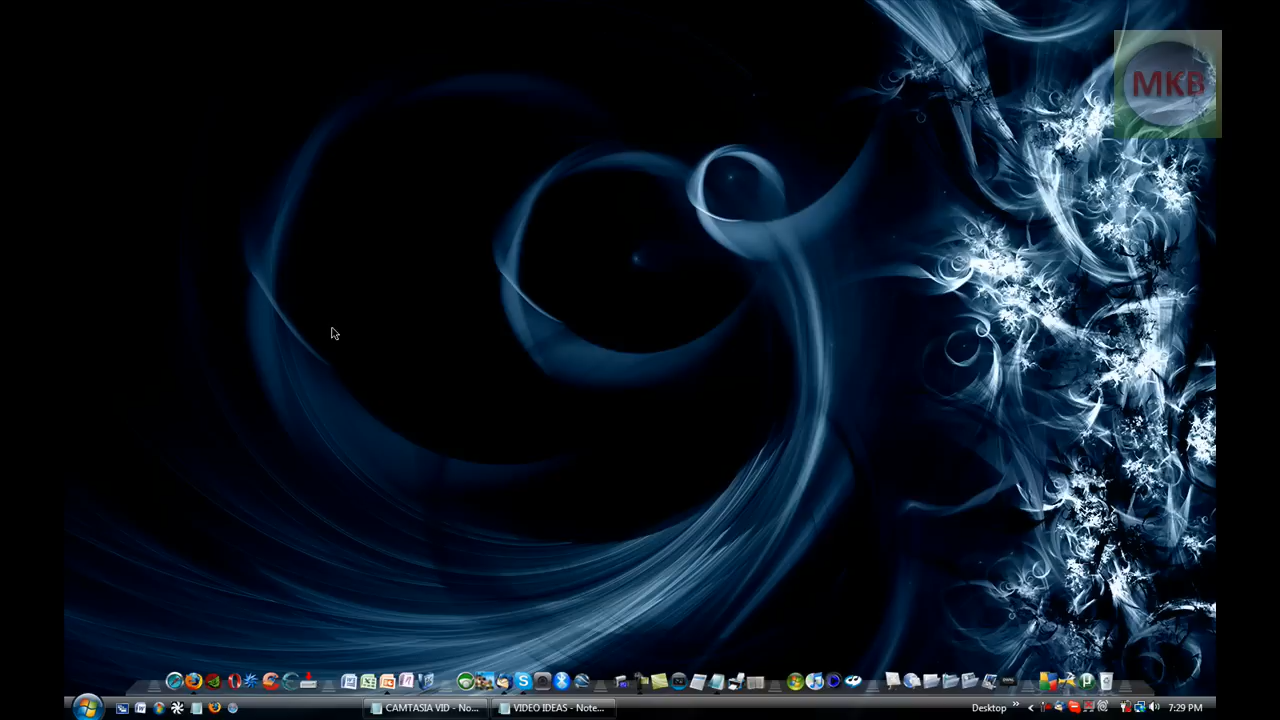 MKB
CAMTASIA VID - No...
VIDEO IDEAS - Note...
Desktop
7:29 PM